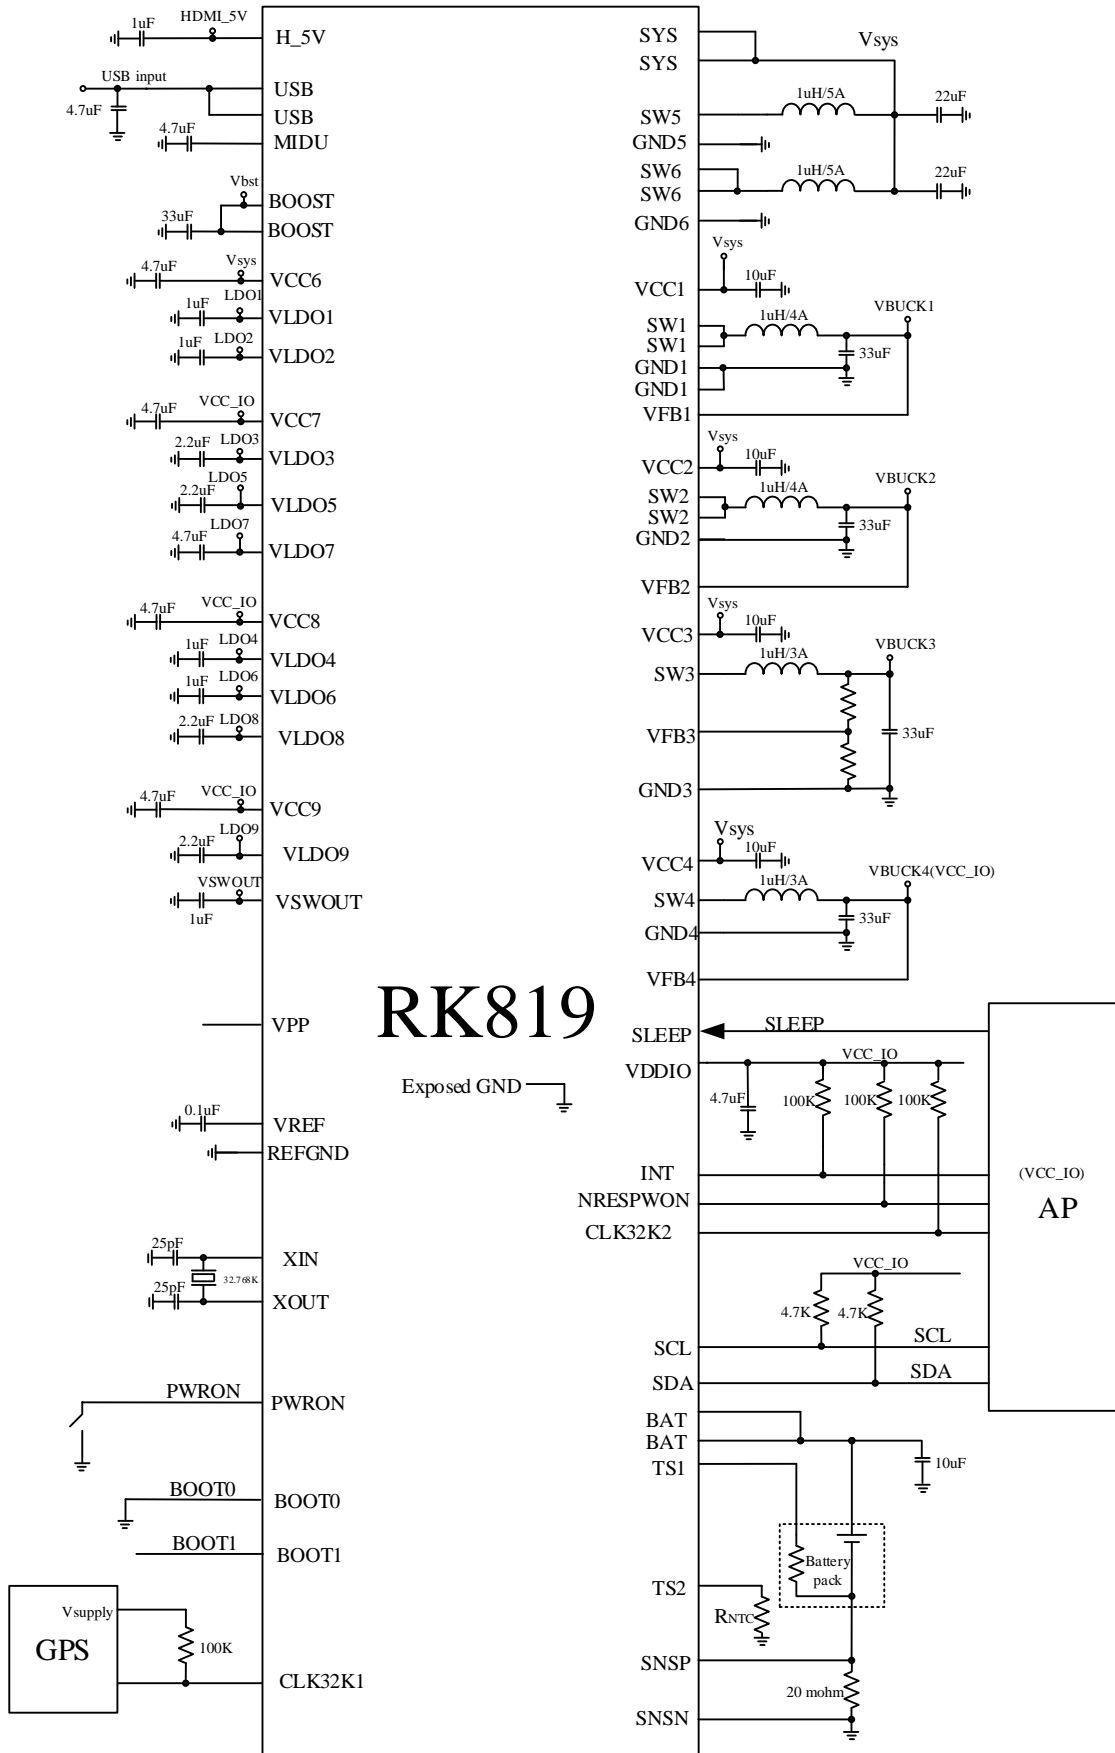 HDMI_5V
1uF
H_5V
USB input
USB
4.7uF
USB
4.7uF
MIDU
Vbst
BOOST
33uF
BOOST
Vsys
4.7uF
VCC6
LDO1
1uF
VLDO1
LDO2
1uF
VLDO2
VCC_IO
4.7uF
VCC7
LDO3
2.2uF
VLDO3
LDO5
2.2uF
VLDO5
LDO7
4.7uF
VLDO7
VCC_IO
4.7uF
VCC8
LDO4
1uF
VLDO4
LDO6
1uF
VLDO6
LDO8
2.2uF
VLDO8
VCC_IO
4.7uF
VCC9
LDO9
2.2uF
VLDO9
VSWOUT
VSWOUT
1uF
VPP
0.1uF
VREF
REFGND
25pF
XIN
32.768K
25pF
XOUT
PWRON
PWRON
BOOT0
BOOT0
BOOT1
BOOT1
Vsupply
GPS
100K
CLK32K1
RK819
Exposed GND
SYS
Vsys
SYS
1uH/5A
22uF
SW5
GND5
SW6
1uH/5A
22uF
SW6
GND6
Vsys
10uF
VCC1
VBUCK1
1uH/4A
SW1
SW1
33uF
GND1
GND1
VFB1
Vsys
10uF
VCC2
VBUCK2
1uH/4A
SW2
SW2
33uF
GND2
VFB2
Vsys
10uF
VCC3
VBUCK3
1uH/3A
SW3
VFB3
33uF
GND3
Vsys
10uF
VCC4
VBUCK4(VCC_IO)
1uH/3A
SW4
33uF
GND4
VFB4
SLEEP
SLEEP
VCC_IO
VDDIO
4.7uF
100K
100K
100K
INT
(VCC_IO)
NRESPWON
AP
CLK32K2
VCC_IO
4.7K
4.7K
SCL
SCL
SDA
SDA
BAT
BAT
TS1
10uF
Battery
pack
TS2
RNTC
SNSP
20 mohm
SNSN